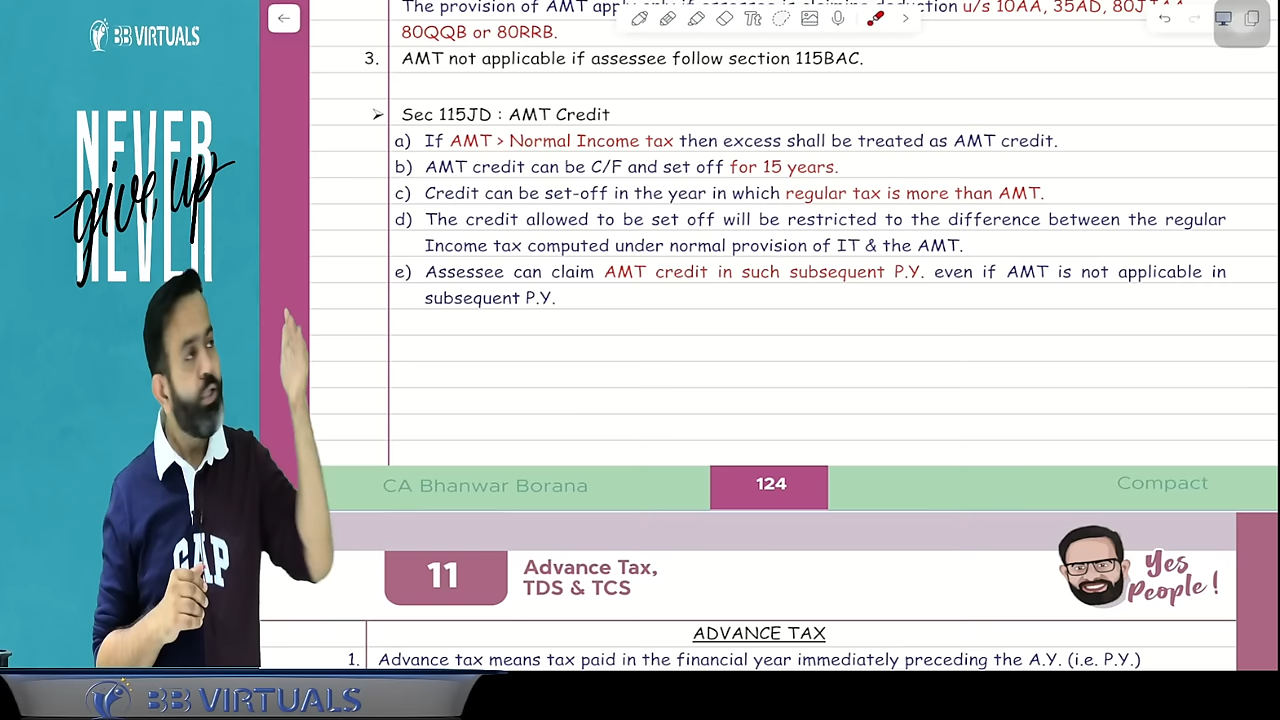 BB VIRTUALS
NEVER
give up
NEVER
GAP
The provision of AMT apply only if assessee is claiming deduction u/s 10AA, 35AD, 80JJAA,
80QQB or 80RRB.
3. AMT not applicable if assessee follow section 115BAC.
➢ Sec 115JD : AMT Credit
a) If AMT > Normal Income tax then excess shall be treated as AMT credit.
b) AMT credit can be C/F and set off for 15 years.
c) Credit can be set-off in the year in which regular tax is more than AMT.
d) The credit allowed to be set off will be restricted to the difference between the regular
Income tax computed under normal provision of IT & the AMT.
e) Assessee can claim AMT credit in such subsequent P.Y. even if AMT is not applicable in
subsequent P.Y.
CA Bhanwar Borana 124 Compact
11 Advance Tax,
TDS & TCS
Yes
People !
ADVANCE TAX
1. Advance tax means tax paid in the financial year immediately preceding the A.Y. (i.e. P.Y.)
BB VIRTUALS